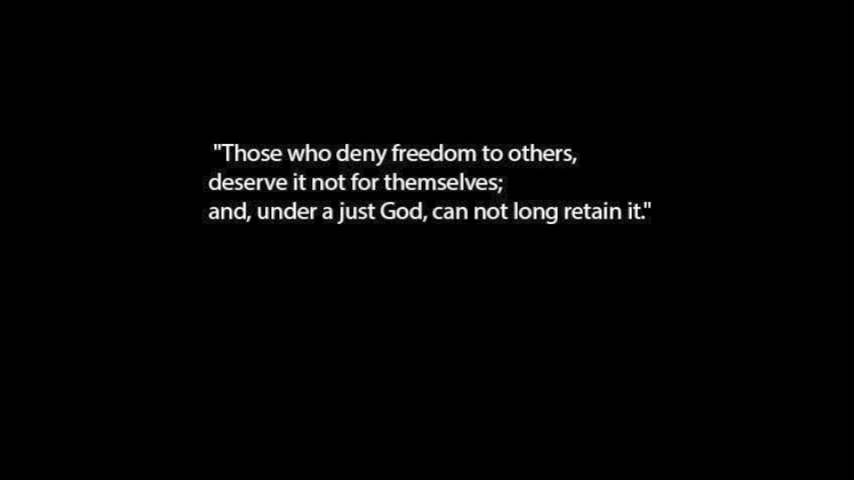 "Those who deny freedom to others,
deserve it not for themselves;
and, under a just God, can not long retain it."